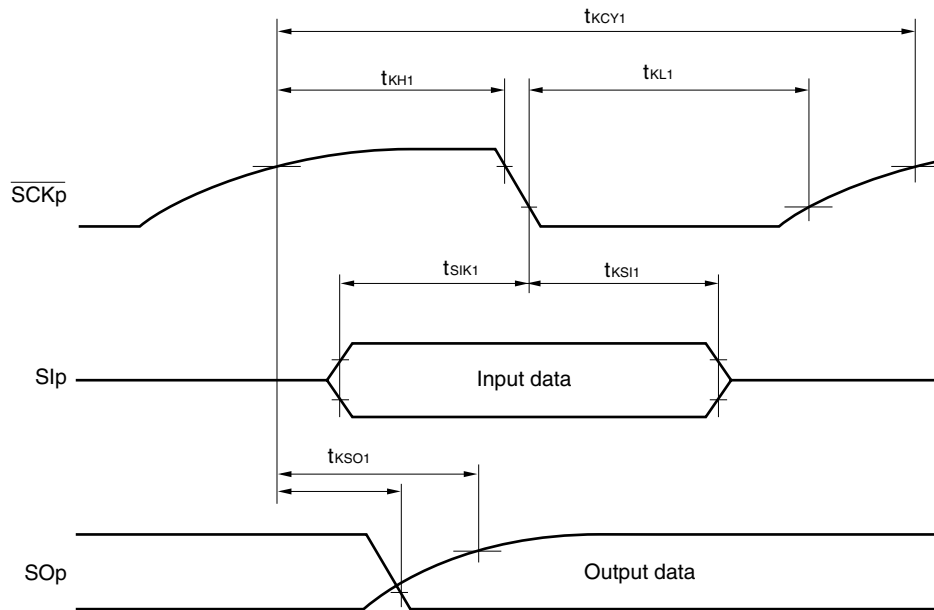 tKCY1
tKH1
tKL1
SCKp
tSIK1
tKSI1
SIp
Input data
tKSO1
SOp
Output data